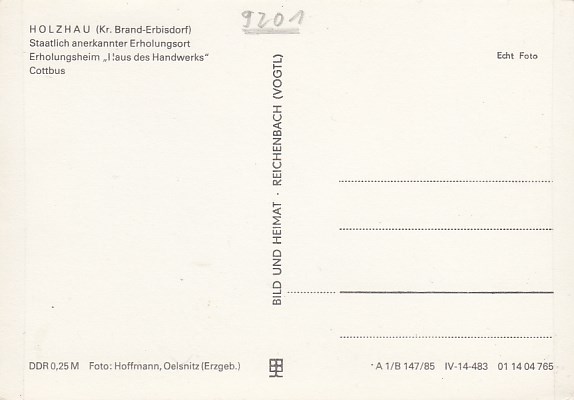 9201
HOLZHAU (Kr. Brand-Erbisdorf)
Staatlich anerkannter Erholungsort
Erholungsheim „Haus des Handwerks"
Cottbus
Echt Foto
BILD UND HEIMAT · REICHENBACH (VOGTL)
DDR 0,25 M Foto: Hoffmann, Oelsnitz (Erzgeb.)
A 1/B 147/85 IV-14-483 01 14 04 765